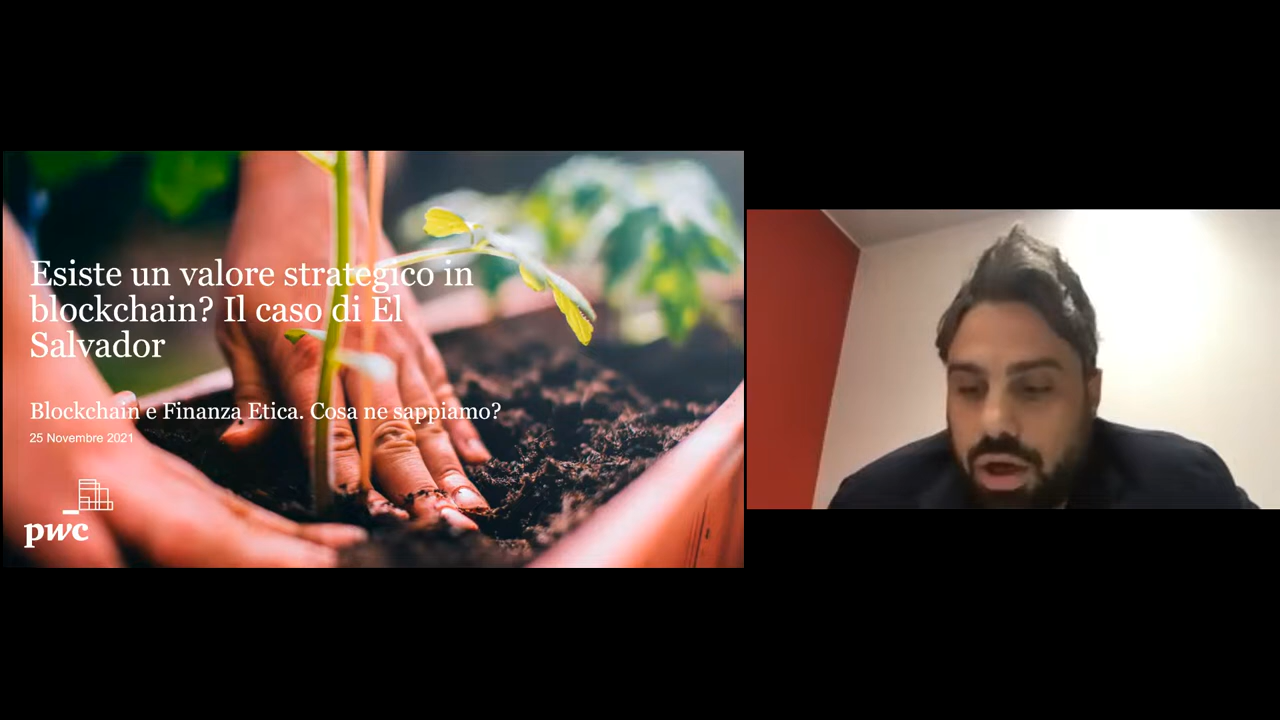 Esiste un valore strategico in
blockchain? Il caso di El
Salvador
Blockchain e Finanza Etica. Cosa ne sappiamo?
25 Novembre 2021
pwc